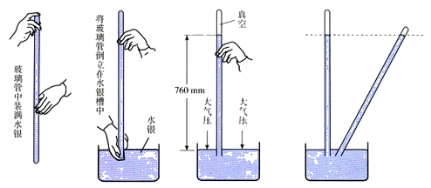 玻璃管中装满水银
将玻璃管倒立在水银槽中
水银
真空
760 mm
大气压
大气压